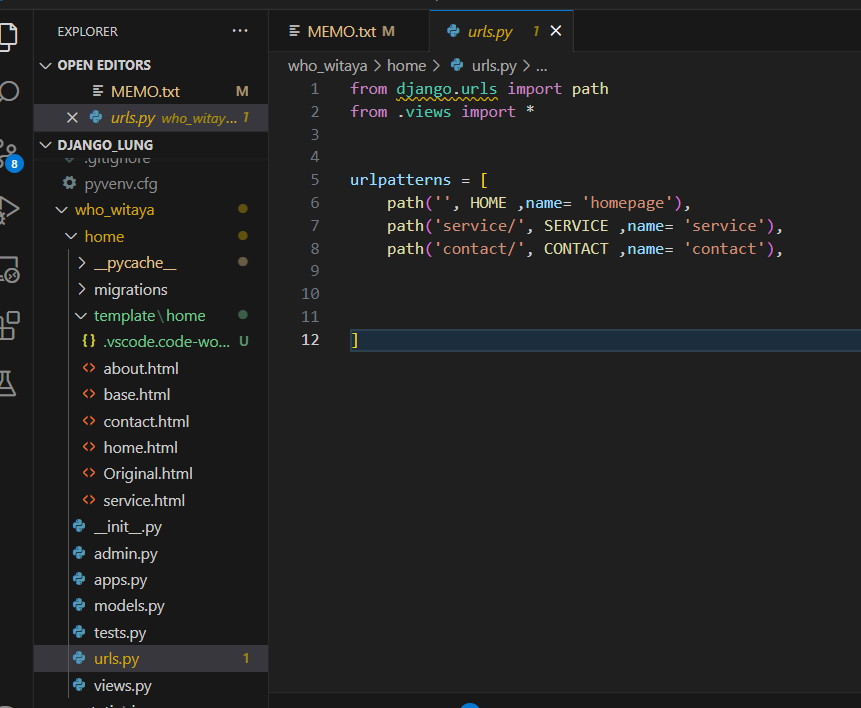 EXPLORER ...
OPEN EDITORS
MEMO.txt M
urls.py who_witay... 1
DJANGO_LUNG
.gitignore
pyvenv.cfg
who_witaya
home
__pycache__
migrations
template\home
{} .vscode.code-wo... U
<> about.html
<> base.html
<> contact.html
<> home.html
<> Original.html
<> service.html
__init__.py
admin.py
apps.py
models.py
tests.py
urls.py 1
views.py
8
MEMO.txt M urls.py 1
who_witaya > home > urls.py > ...
1 from django.urls import path
2 from .views import *
3
4
5 urlpatterns = [
6 path('', HOME ,name= 'homepage'),
7 path('service/', SERVICE ,name= 'service'),
8 path('contact/', CONTACT ,name= 'contact'),
9
10
11
12 ]